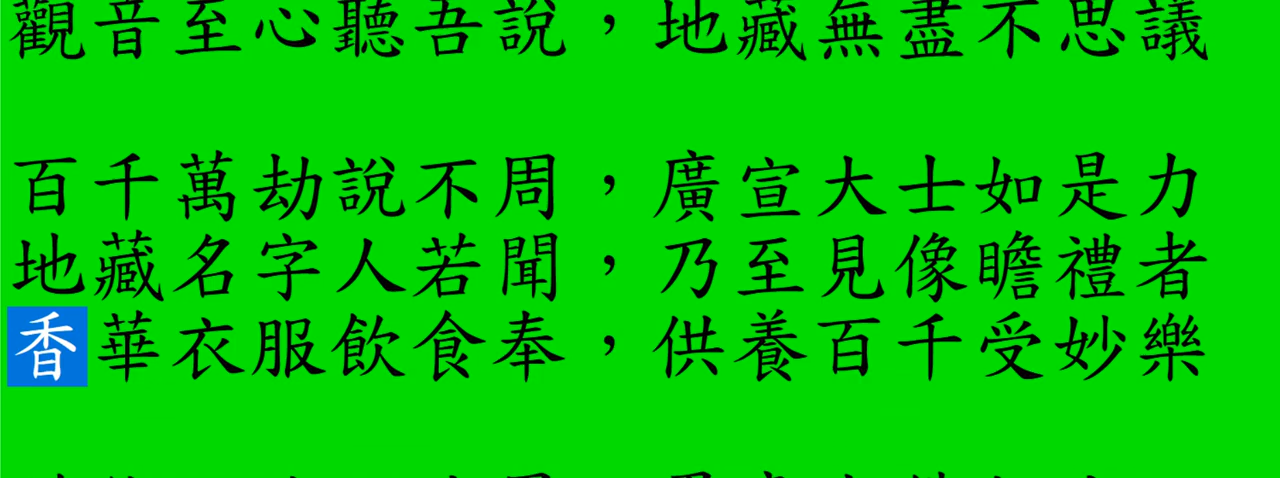 觀音至心聽吾說，地藏無盡不思議
百千萬劫說不周，廣宣大士如是力
地藏名字人若聞，乃至見像瞻禮者
香華衣服飲食奉，供養百千受妙樂